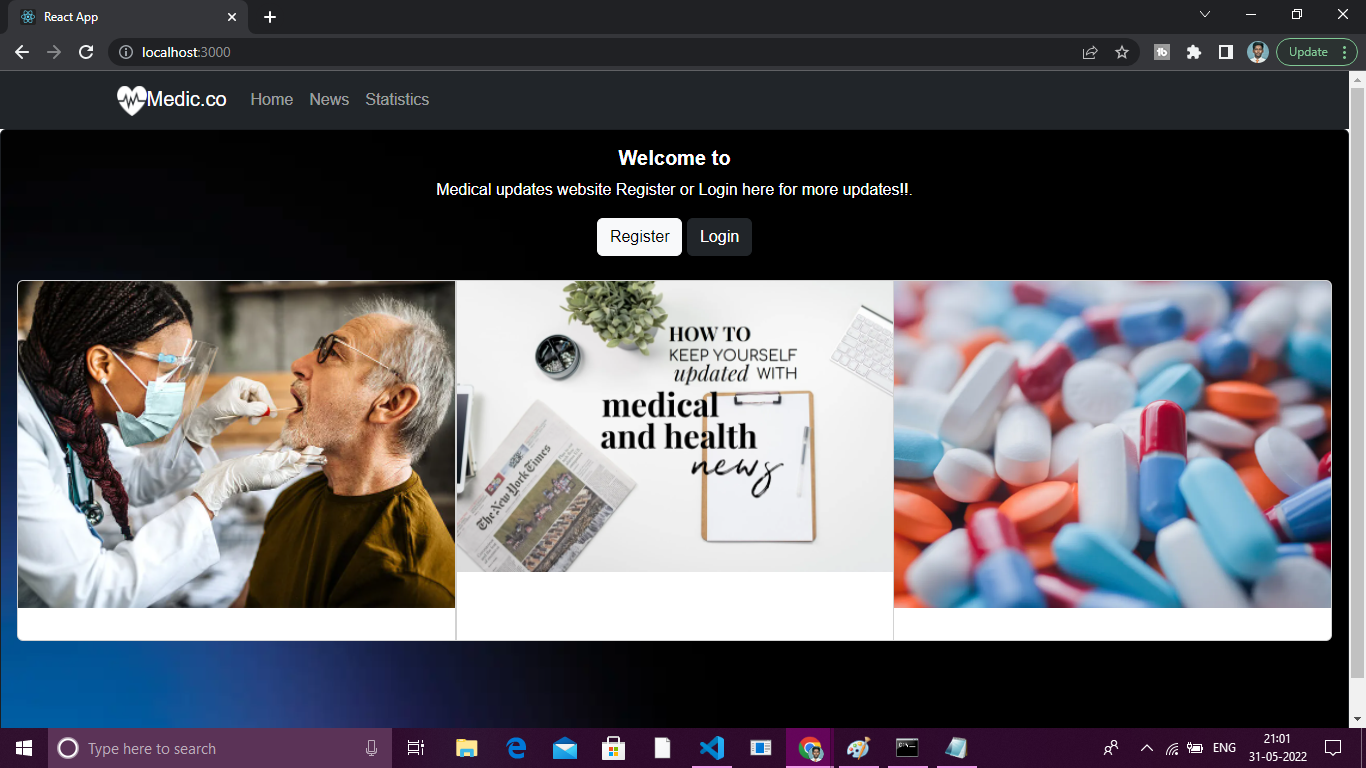 React App
localhost:3000
Update
Medic.co Home News Statistics
Welcome to
Medical updates website Register or Login here for more updates!!.
Register Login
HOW TO
KEEP YOURSELF
updated WITH
medical
and health
news
The New York Times
Type here to search
ENG
21:01
31-05-2022